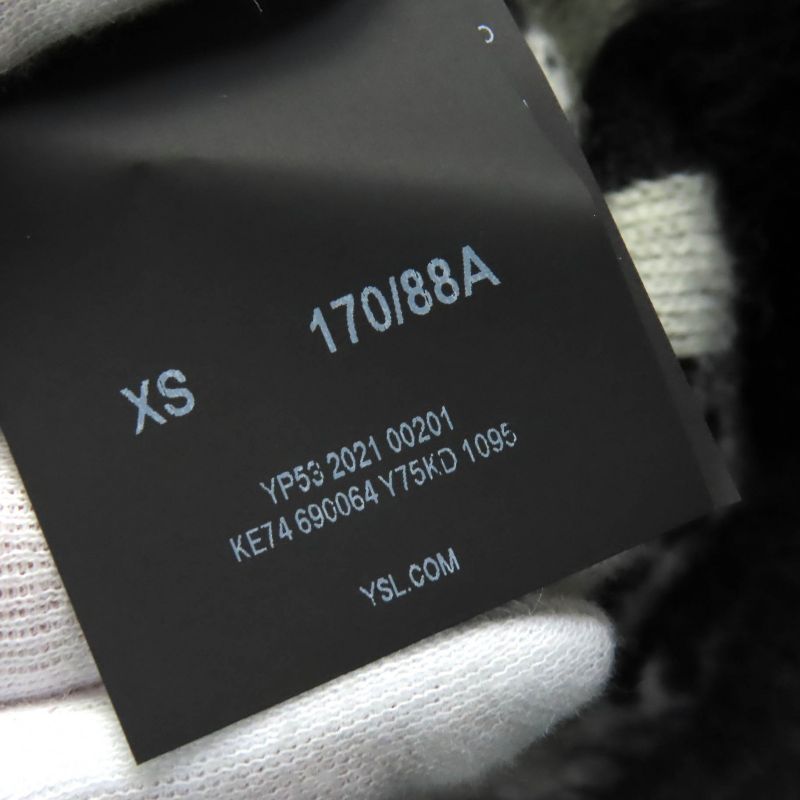 XS 170/88A
YP53 2021 00201
KE74 690064 Y75KD 1095
YSL.COM